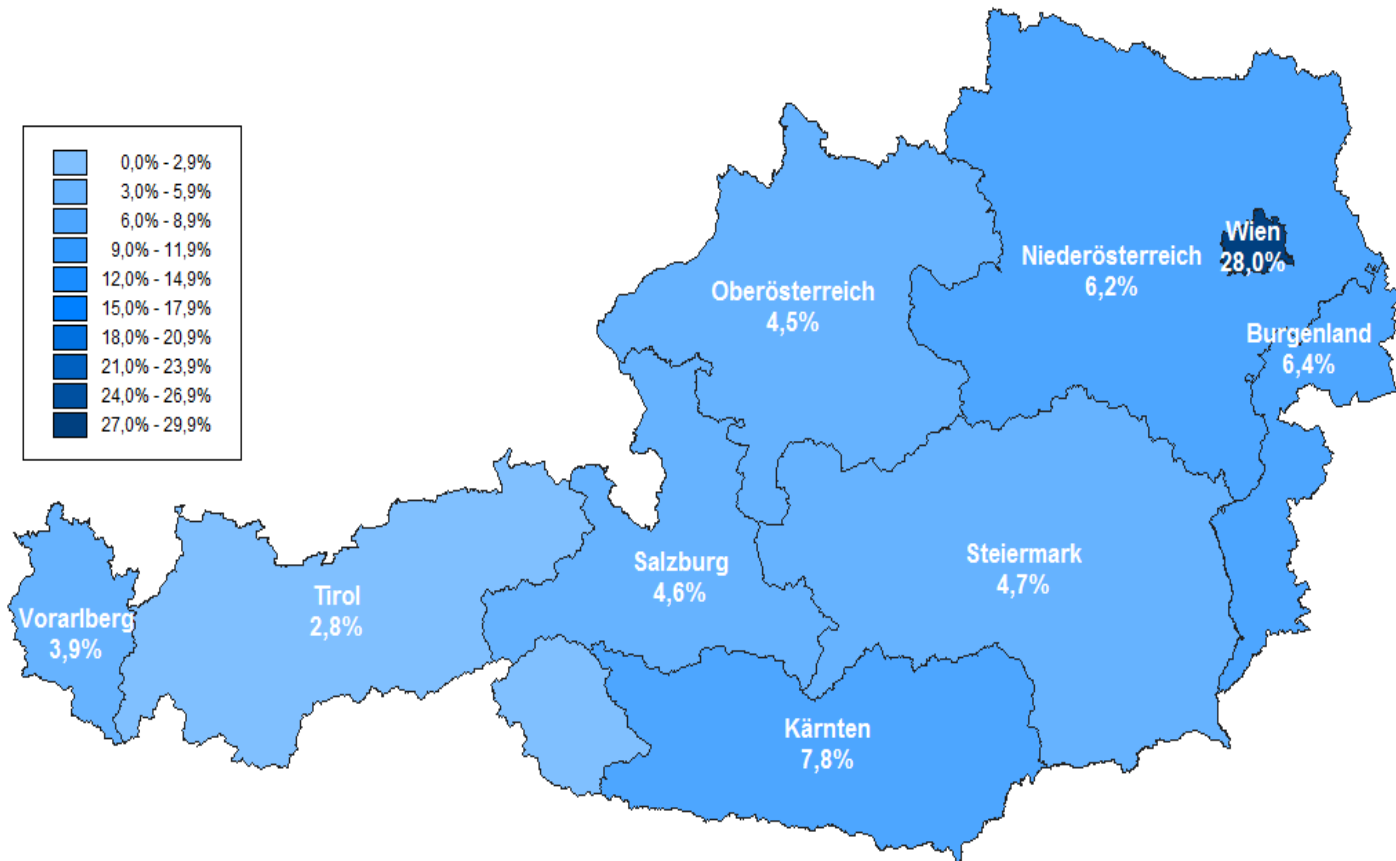 0,0% - 2,9%
3,0% - 5,9%
6,0% - 8,9%
9,0% - 11,9%
12,0% - 14,9%
15,0% - 17,9%
18,0% - 20,9%
21,0% - 23,9%
24,0% - 26,9%
27,0% - 29,9%
Wien
28,0%
Niederösterreich
6,2%
Oberösterreich
4,5%
Burgenland
6,4%
Salzburg
4,6%
Steiermark
4,7%
Tirol
2,8%
Vorarlberg
3,9%
Kärnten
7,8%